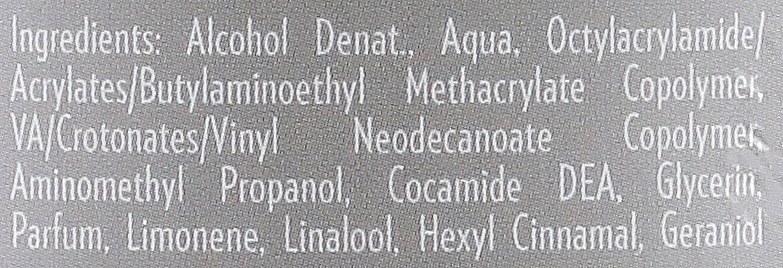 Ingredients: Alcohol Denat., Aqua, Octylacrylamide/
Acrylates/Butylaminoethyl Methacrylate Copolymer,
VA/Crotonates/Vinyl Neodecanoate Copolymer,
Aminomethyl Propanol, Cocamide DEA, Glycerin,
Parfum, Limonene, Linalool, Hexyl Cinnamal, Geraniol